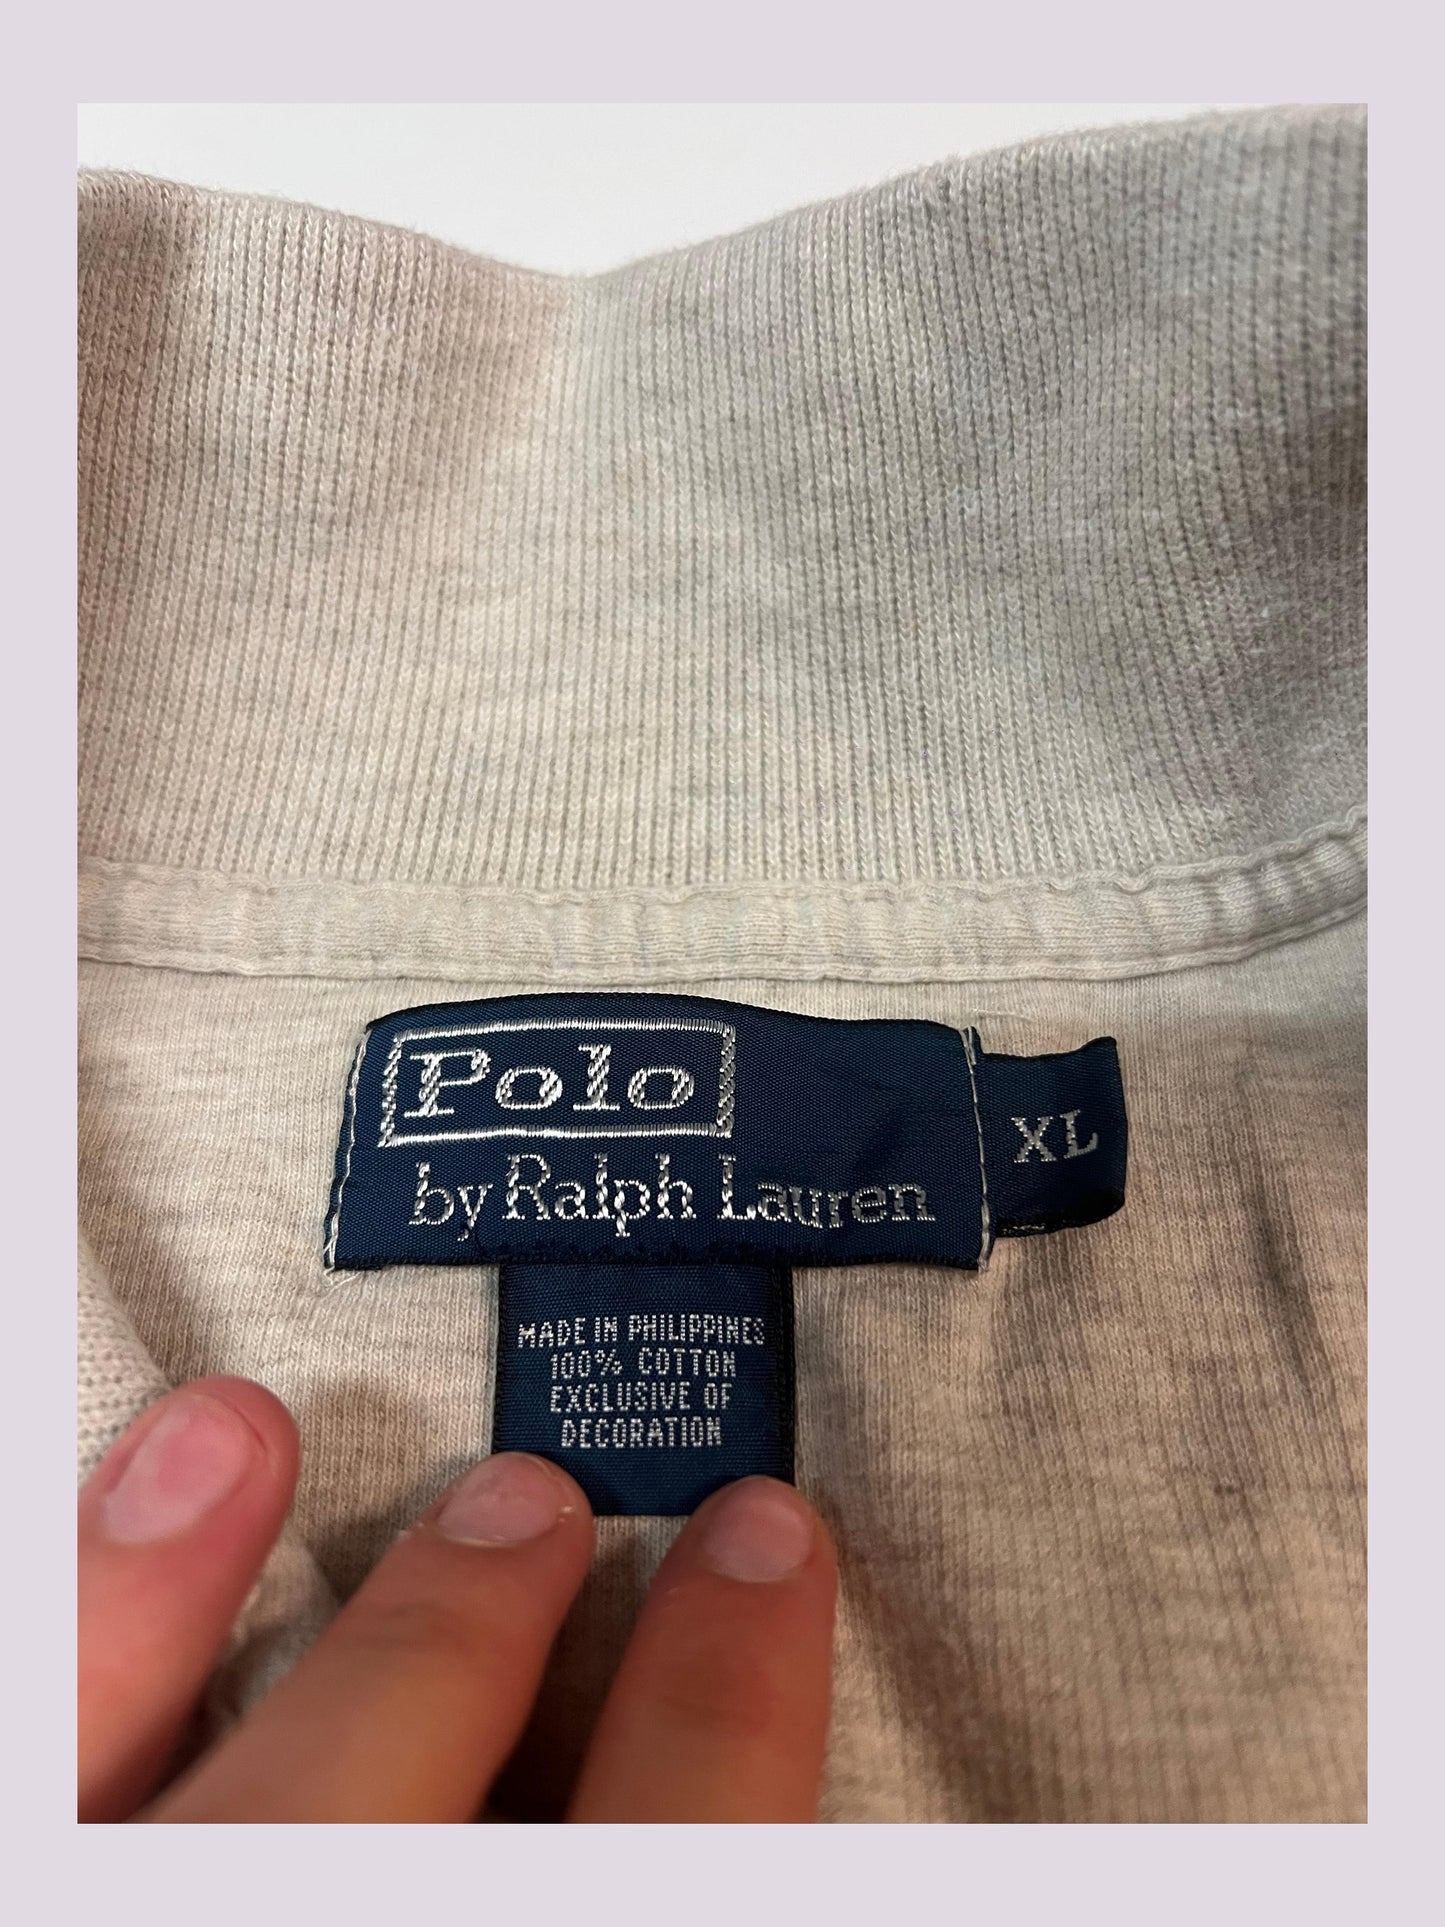 Polo
by Ralph Lauren
XL
MADE IN PHILIPPINES
100% COTTON
EXCLUSIVE OF
DECORATION